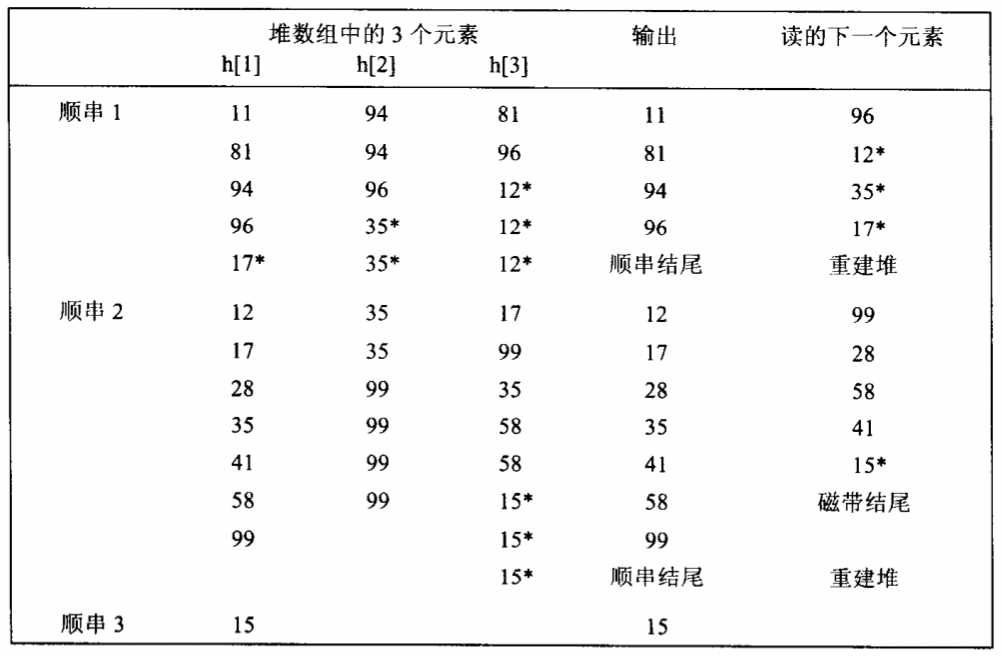 堆数组中的 3 个元素 输出 读的下一个元素
h[1] h[2] h[3]
顺串 1 11 94 81 11 96
81 94 96 81 12*
94 96 12* 94 35*
96 35* 12* 96 17*
17* 35* 12* 顺串结尾 重建堆
顺串 2 12 35 17 12 99
17 35 99 17 28
28 99 35 28 58
35 99 58 35 41
41 99 58 41 15*
58 99 15* 58 磁带结尾
99 15* 99
15* 顺串结尾 重建堆
顺串 3 15 15